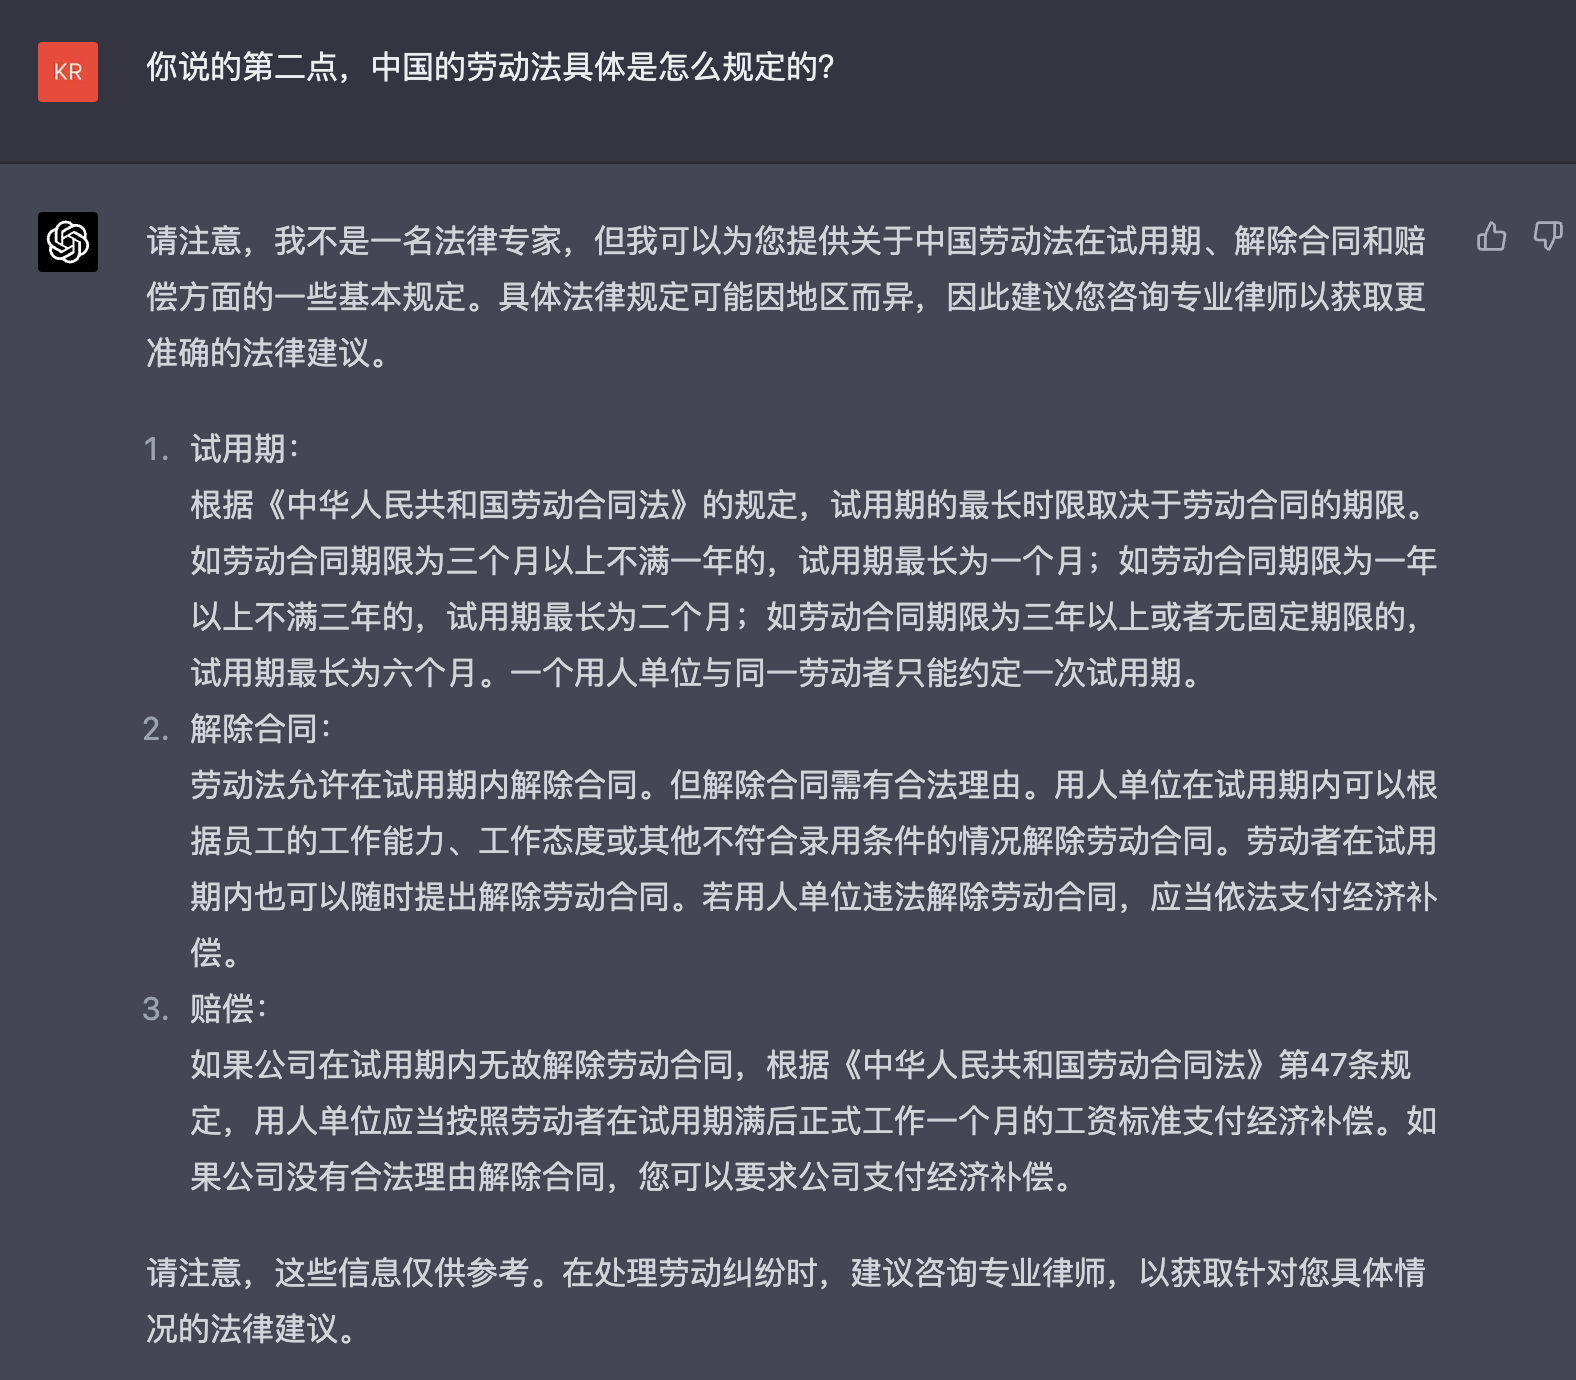 KR
你说的第二点，中国的劳动法具体是怎么规定的？
请注意，我不是一名法律专家，但我可以为您提供关于中国劳动法在试用期、解除合同和赔
偿方面的一些基本规定。具体法律规定可能因地区而异，因此建议您咨询专业律师以获取更
准确的法律建议。
1. 试用期：
根据《中华人民共和国劳动合同法》的规定，试用期的最长时限取决于劳动合同的期限。
如劳动合同期限为三个月以上不满一年的，试用期最长为一个月；如劳动合同期限为一年
以上不满三年的，试用期最长为二个月；如劳动合同期限为三年以上或者无固定期限的，
试用期最长为六个月。一个用人单位与同一劳动者只能约定一次试用期。
2. 解除合同：
劳动法允许在试用期内解除合同。但解除合同需有合法理由。用人单位在试用期内可以根
据员工的工作能力、工作态度或其他不符合录用条件的情况解除劳动合同。劳动者在试用
期内也可以随时提出解除劳动合同。若用人单位违法解除劳动合同，应当依法支付经济补
偿。
3. 赔偿：
如果公司在试用期内无故解除劳动合同，根据《中华人民共和国劳动合同法》第47条规
定，用人单位应当按照劳动者在试用期满后正式工作一个月的工资标准支付经济补偿。如
果公司没有合法理由解除合同，您可以要求公司支付经济补偿。
请注意，这些信息仅供参考。在处理劳动纠纷时，建议咨询专业律师，以获取针对您具体情
况的法律建议。